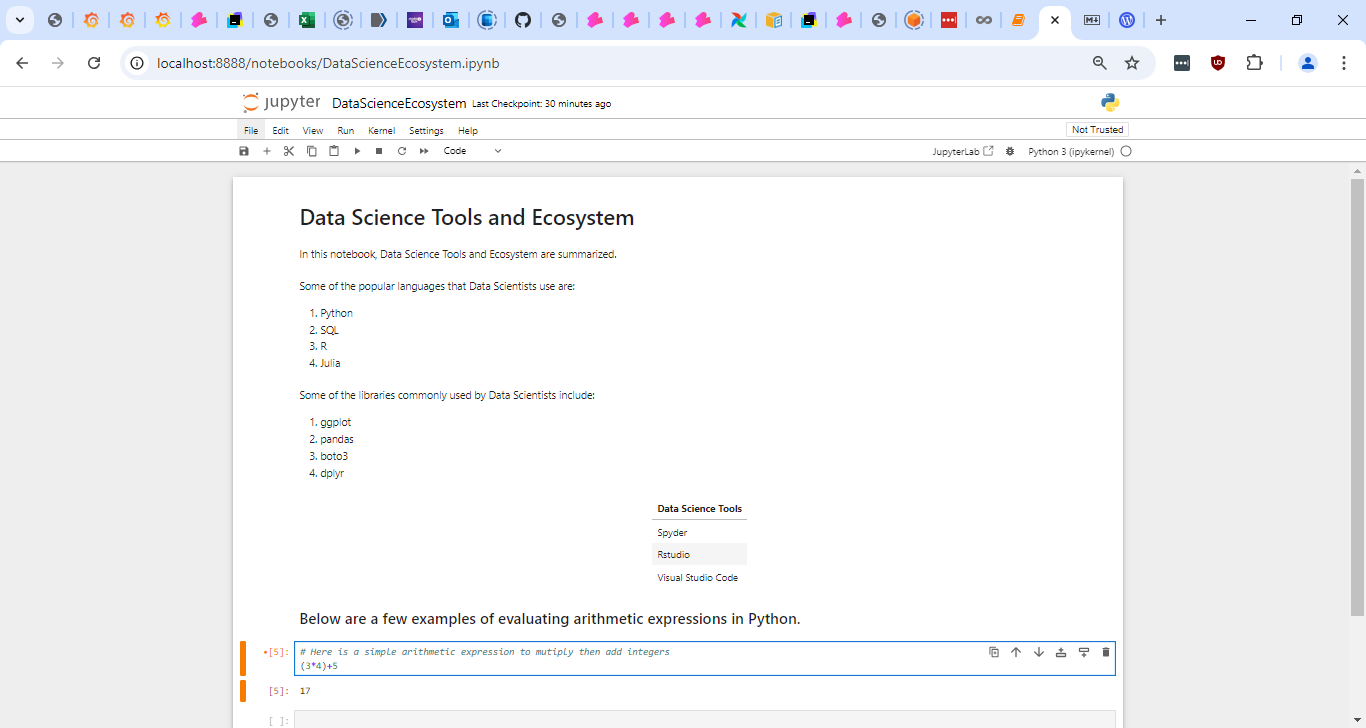 localhost:8888/notebooks/DataScienceEcosystem.ipynb
jupyter DataScienceEcosystem Last Checkpoint: 30 minutes ago
File Edit View Run Kernel Settings Help
Not Trusted
Code
JupyterLab Python 3 (ipykernel)
Data Science Tools and Ecosystem
In this notebook, Data Science Tools and Ecosystem are summarized.
Some of the popular languages that Data Scientists use are:
1. Python
2. SQL
3. R
4. Julia
Some of the libraries commonly used by Data Scientists include:
1. ggplot
2. pandas
3. boto3
4. dplyr
Data Science Tools
Spyder
Rstudio
Visual Studio Code
Below are a few examples of evaluating arithmetic expressions in Python.
•[5]: # Here is a simple arithmetic expression to mutiply then add integers
(3*4)+5
[5]: 17
[ ]: